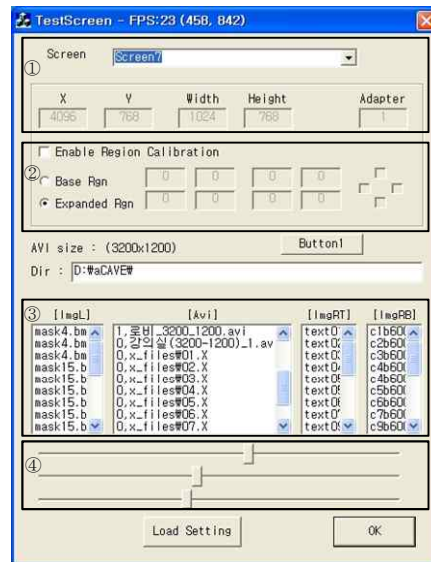 TestScreen - FPS:23 (458, 842)
①
Screen
Screen7
X Y Width Height Adapter
4096 768 1024 768 1
②
Enable Region Calibration
Base Rgn 0 0 0 0
Expanded Rgn 0 0 0 0
AVI size : (3200x1200)
Button1
Dir : D:₩aCAVE₩
③
[ImgL] [Avi] [ImgRT] [ImgRB]
mask4.bm 1,로비_3200_1200.avi text01 c1b60
mask4.bm 0,강의실(3200-1200)_1.av text02 c2b60
mask15.b 0,x_files₩01.X text03 c3b60
mask15.b 0,x_files₩02.X c4b60
mask15.b 0,x_files₩03.X c4b60
mask15.b 0,x_files₩04.X c5b60
mask15.b 0,x_files₩05.X c6b60
mask15.b 0,x_files₩06.X c7b60
mask15.b 0,x_files₩07.X c9b60
④
Load Setting
OK